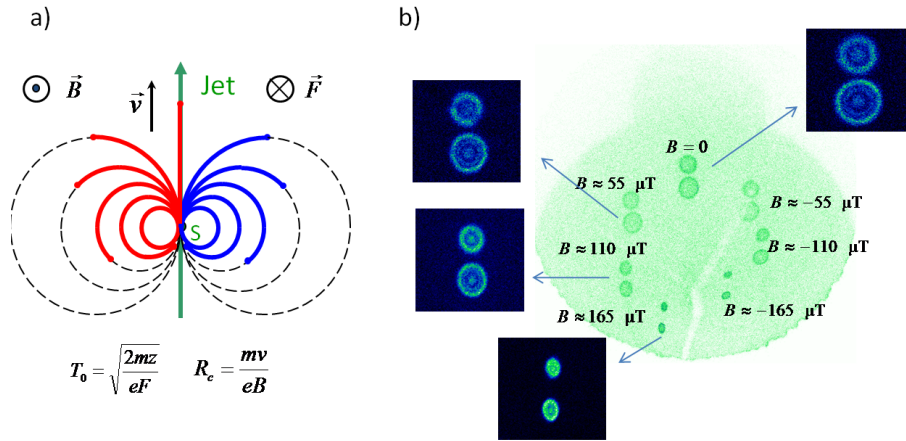 a)
B⃗
v⃗
Jet
F⃗
S
T₀ = √(2mz/eF)
R_c = mv/eB
b)
B = 0
B ≈ 55 μT
B ≈ −55 μT
B ≈ 110 μT
B ≈ −110 μT
B ≈ 165 μT
B ≈ −165 μT